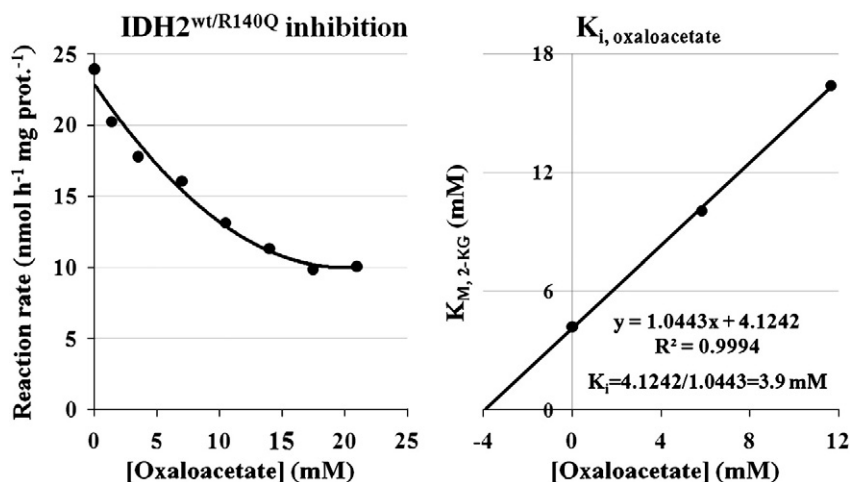 IDH2wt/R140Q inhibition
Reaction rate (nmol h-1 mg prot.-1)
25
20
15
10
5
0
0 5 10 15 20 25
[Oxaloacetate] (mM)
Ki, oxaloacetate
KM, 2-KG (mM)
18
12
6
0
y = 1.0443x + 4.1242
R² = 0.9994
Ki=4.1242/1.0443=3.9 mM
-4 0 4 8 12
[Oxaloacetate] (mM)